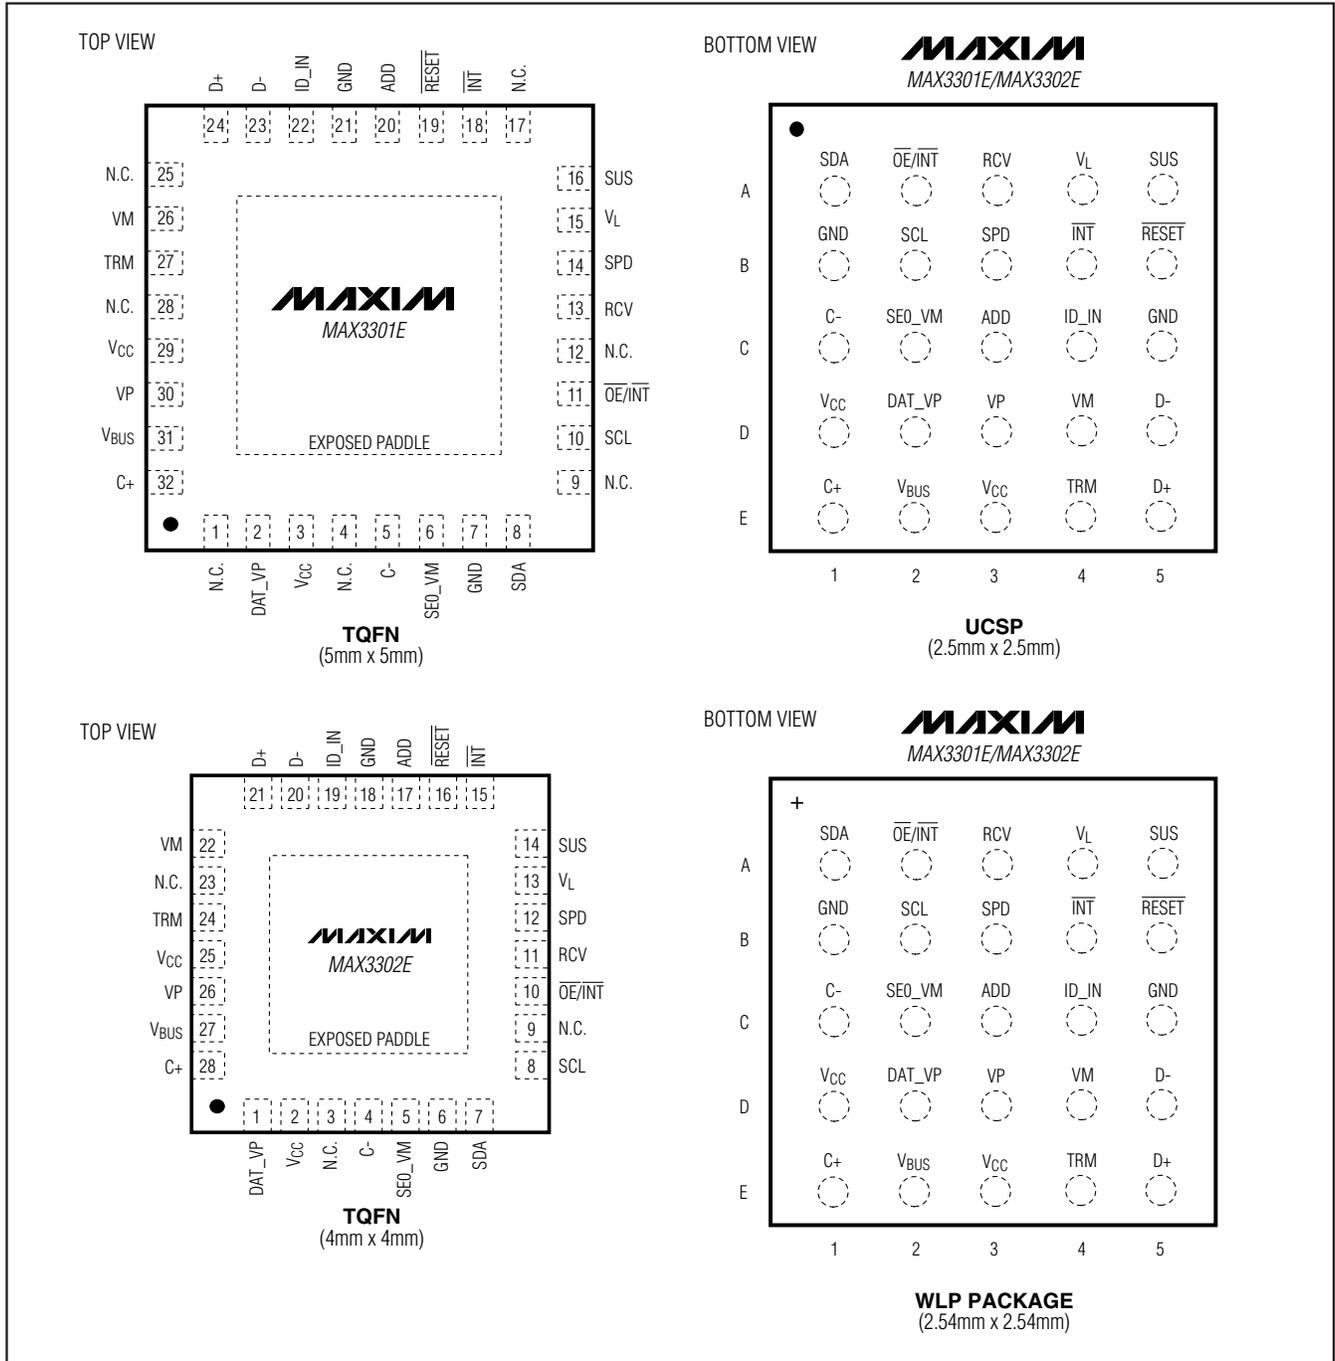 TOP VIEW
D+ D- ID_IN GND ADD RESET INT N.C.
24 23 22 21 20 19 18 17
N.C. 25
VM 26
TRM 27
N.C. 28
VCC 29
VP 30
VBUS 31
C+ 32
16 SUS
15 VL
14 SPD
13 RCV
12 N.C.
11 OE/INT
10 SCL
9 N.C.
MAXIM
MAX3301E
EXPOSED PADDLE
1 2 3 4 5 6 7 8
N.C. DAT_VP VCC N.C. C- SE0_VM GND SDA
TQFN
(5mm x 5mm)
BOTTOM VIEW
MAXIM
MAX3301E/MAX3302E
SDA OE/INT RCV VL SUS
A
GND SCL SPD INT RESET
B
C- SE0_VM ADD ID_IN GND
C
VCC DAT_VP VP VM D-
D
C+ VBUS VCC TRM D+
E
1 2 3 4 5
UCSP
(2.5mm x 2.5mm)
TOP VIEW
D+ D- ID_IN GND ADD RESET INT
21 20 19 18 17 16 15
VM 22
N.C. 23
TRM 24
VCC 25
VP 26
VBUS 27
C+ 28
14 SUS
13 VL
12 SPD
11 RCV
10 OE/INT
9 N.C.
8 SCL
MAXIM
MAX3302E
EXPOSED PADDLE
1 2 3 4 5 6 7
DAT_VP VCC N.C. C- SE0_VM GND SDA
TQFN
(4mm x 4mm)
BOTTOM VIEW
MAXIM
MAX3301E/MAX3302E
+
SDA OE/INT RCV VL SUS
A
GND SCL SPD INT RESET
B
C- SE0_VM ADD ID_IN GND
C
VCC DAT_VP VP VM D-
D
C+ VBUS VCC TRM D+
E
1 2 3 4 5
WLP PACKAGE
(2.54mm x 2.54mm)